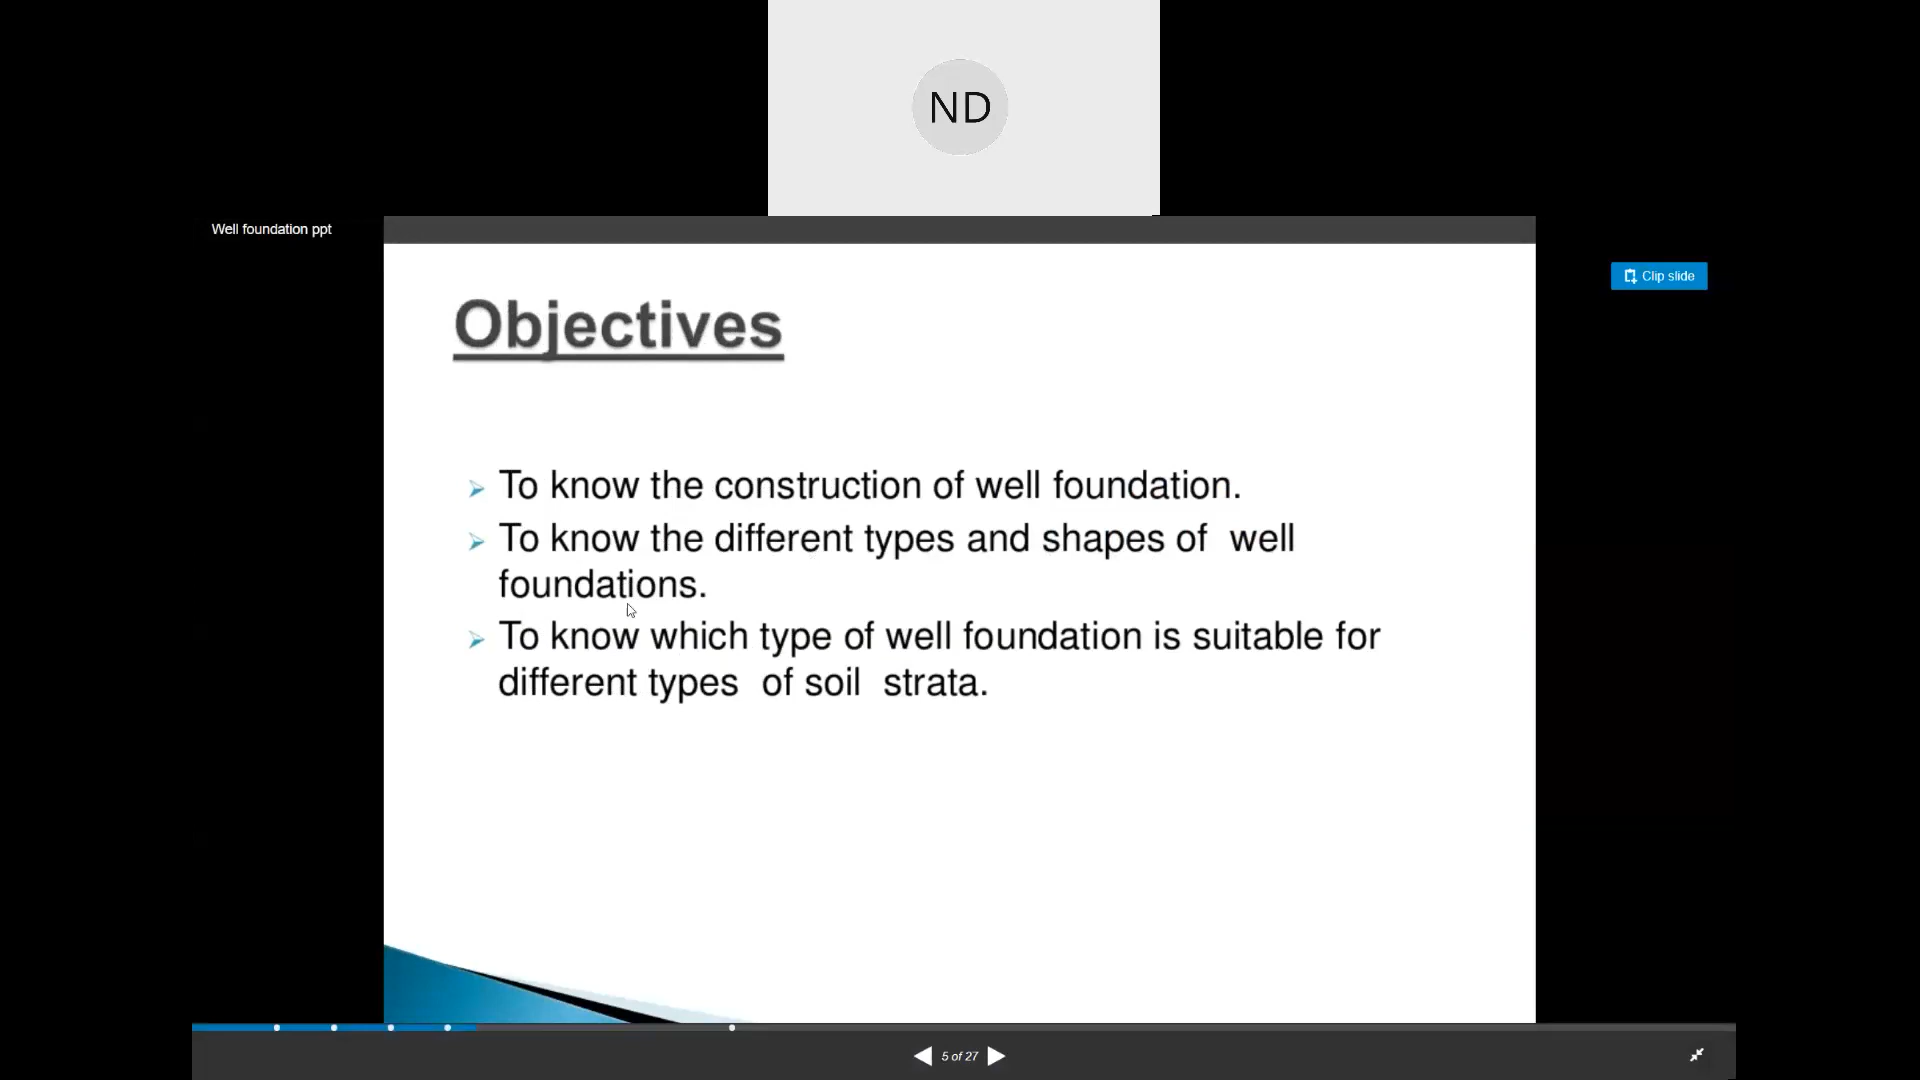 ND
Well foundation ppt
Clip slide
Objectives
To know the construction of well foundation.
To know the different types and shapes of well
foundations.
To know which type of well foundation is suitable for
different types of soil strata.
5 of 27